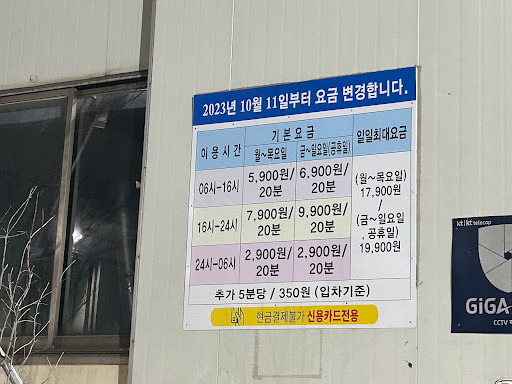 2023년 10월 11일부터 요금 변경합니다.
이용시간 기본요금 일일최대요금
월~목요일 금~일요일(공휴일)
06시-16시 5,900원/20분 6,900원/20분
16시-24시 7,900원/20분 9,900원/20분
24시-06시 2,900원/20분 2,900원/20분
(월~목요일)
17,900원
/
(금~일요일
공휴일)
19,900원
추가 5분당 / 350원 (입차기준)
현금결제불가 신용카드전용
kt kt telecop
GiGA
CCTV